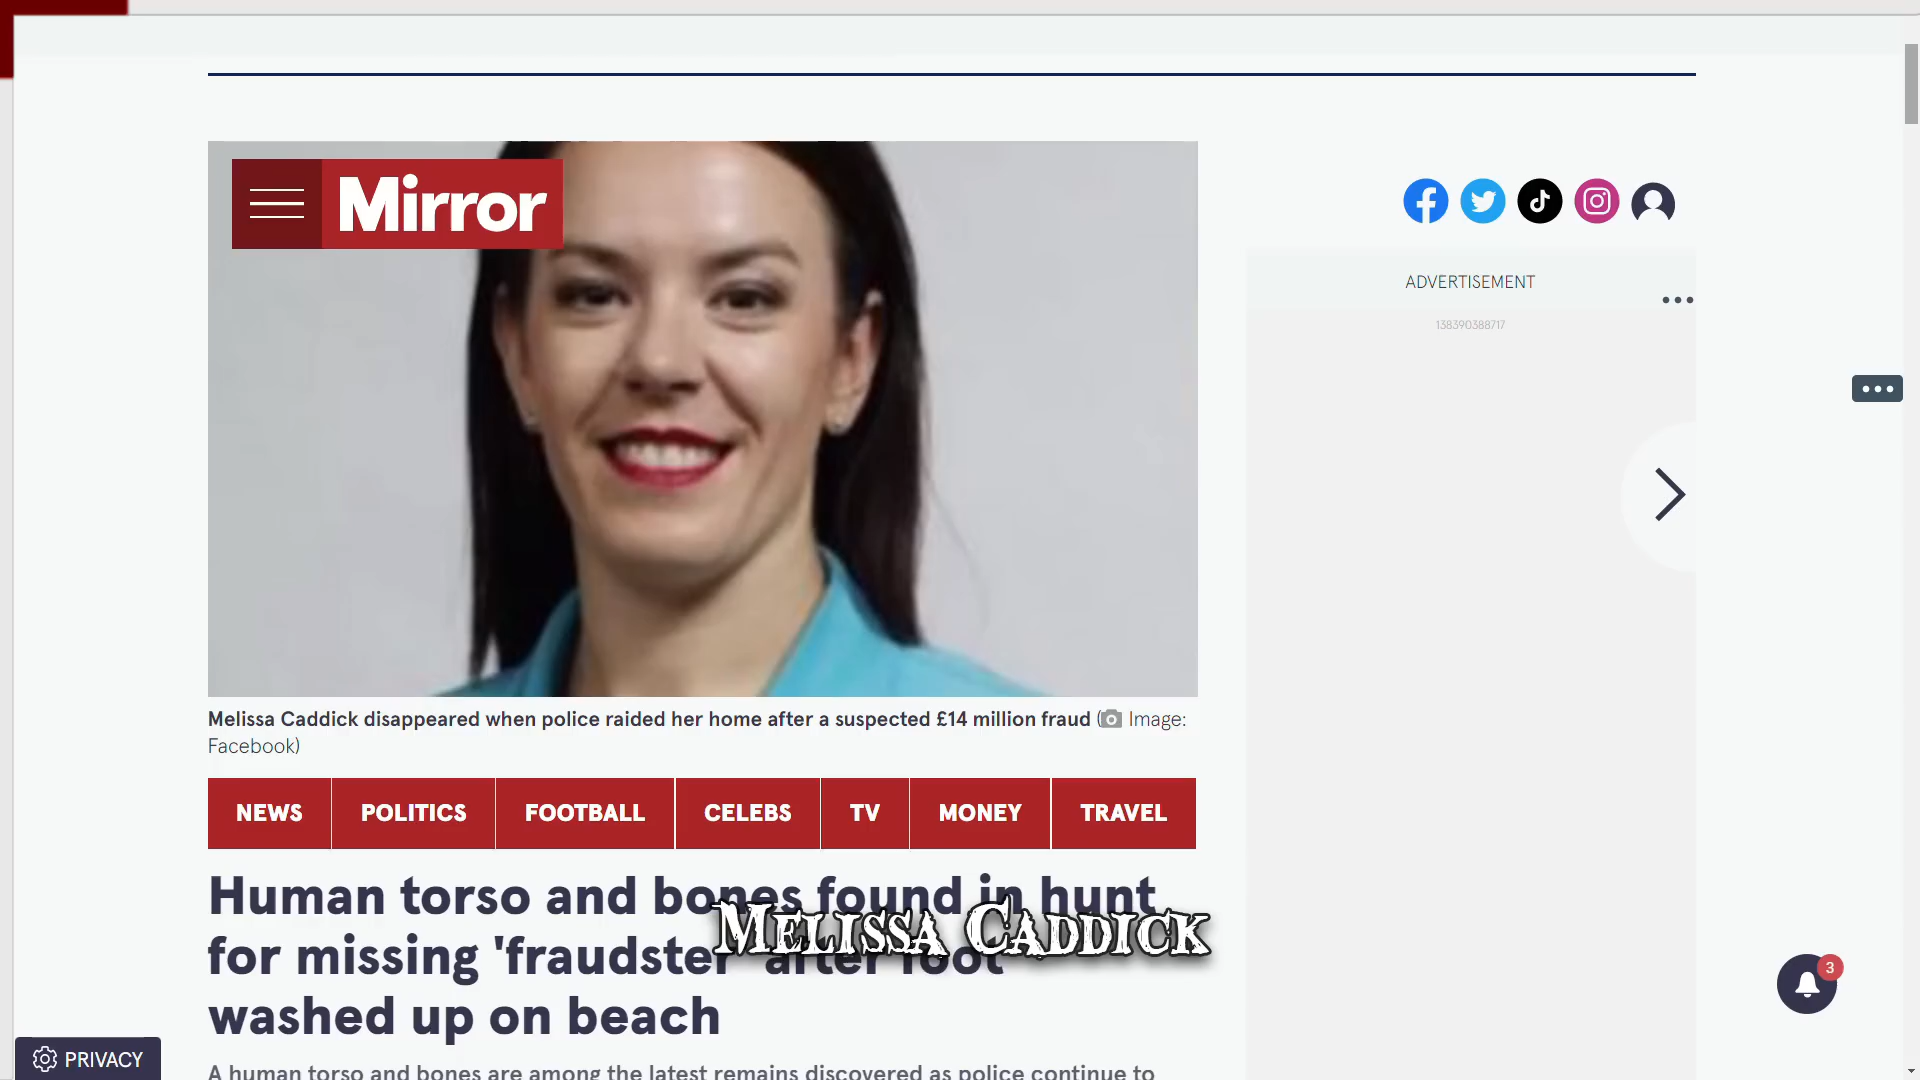 Mirror
ADVERTISEMENT
138390388717
Melissa Caddick disappeared when police raided her home after a suspected £14 million fraud (Image:
Facebook)
NEWS POLITICS FOOTBALL CELEBS TV MONEY TRAVEL
Human torso and bones found in hunt
for missing 'fraudster' after foot
washed up on beach
Melissa Caddick
3
PRIVACY
A human torso and bones are among the latest remains discovered as police continue to